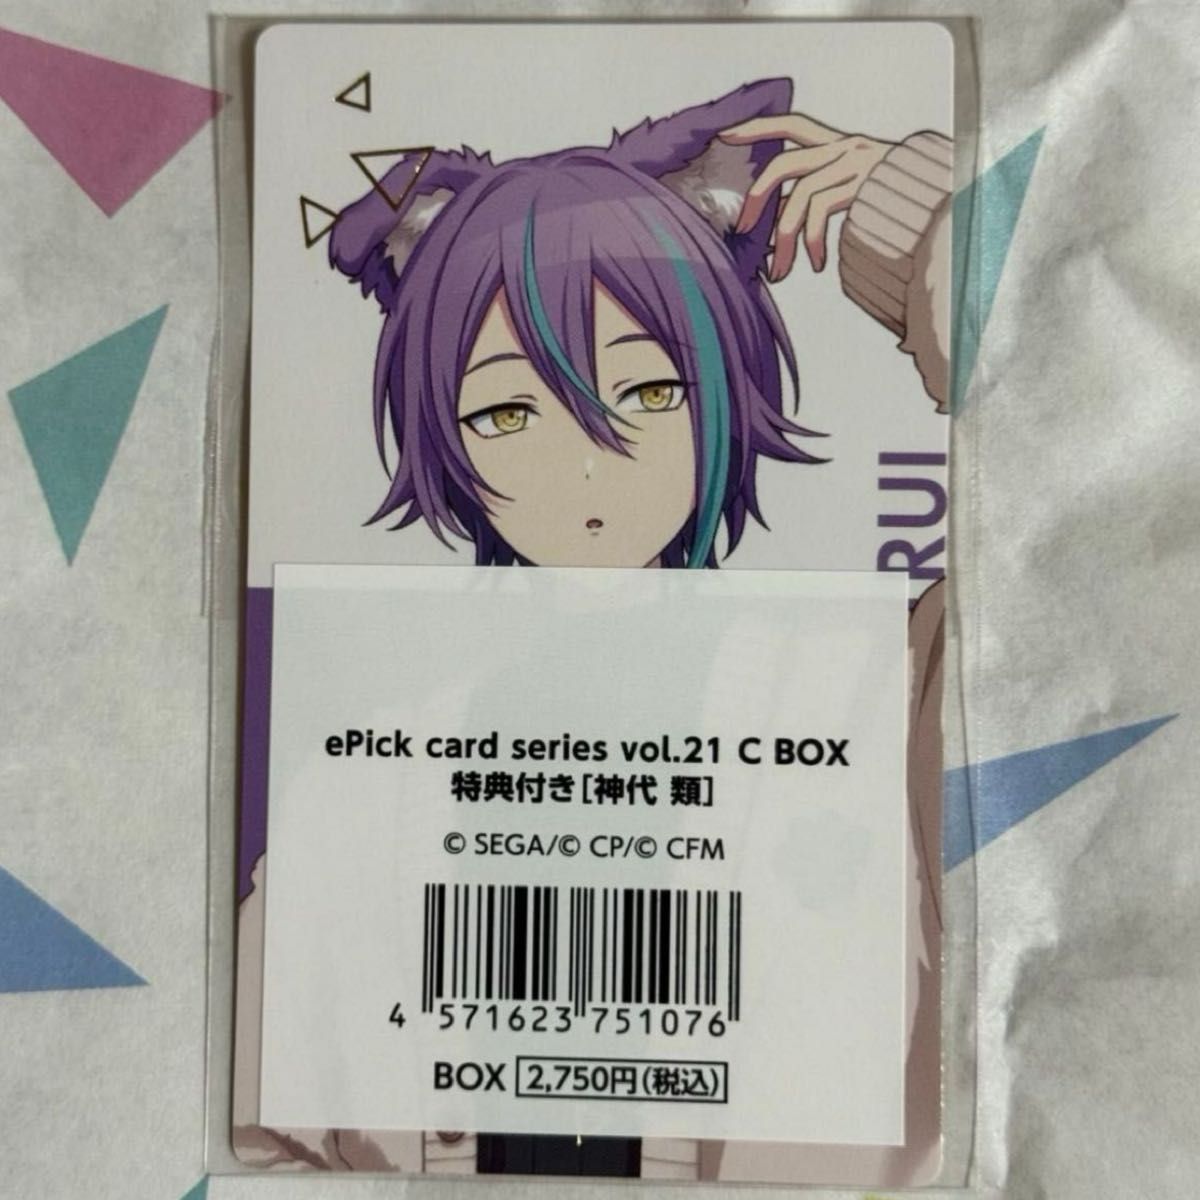 RUI
ePick card series vol.21 C BOX
特典付き[神代 類]
© SEGA/© CP/© CFM
4 571623 751076
BOX 2,750円(税込)